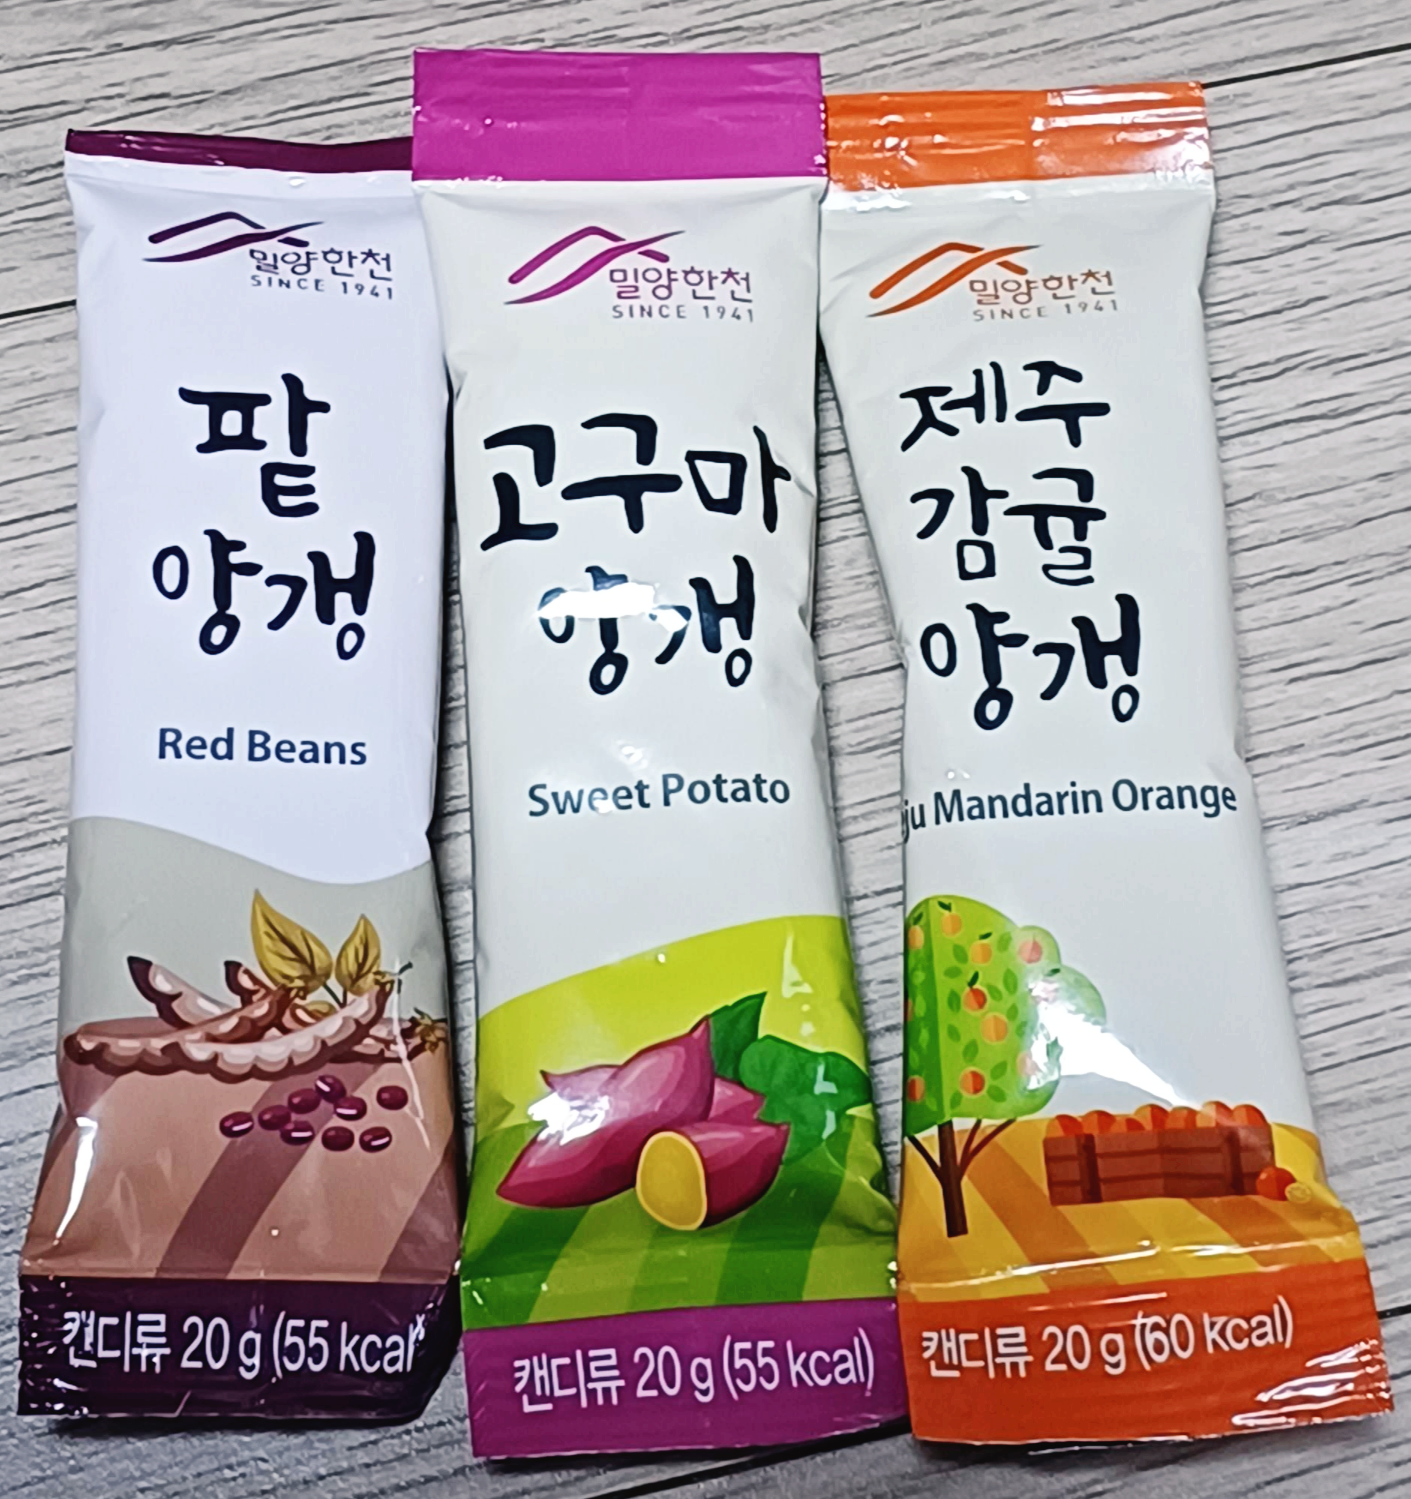 밀양한천
SINCE 1941
팥
양갱
Red Beans
캔디류 20 g (55 kcal
밀양한천
SINCE 1941
고구마
양갱
Sweet Potato
캔디류 20 g (55 kcal)
밀양한천
SINCE 1941
제주
감귤
양갱
Mandarin Orange
캔디류 20 g (60 kcal)